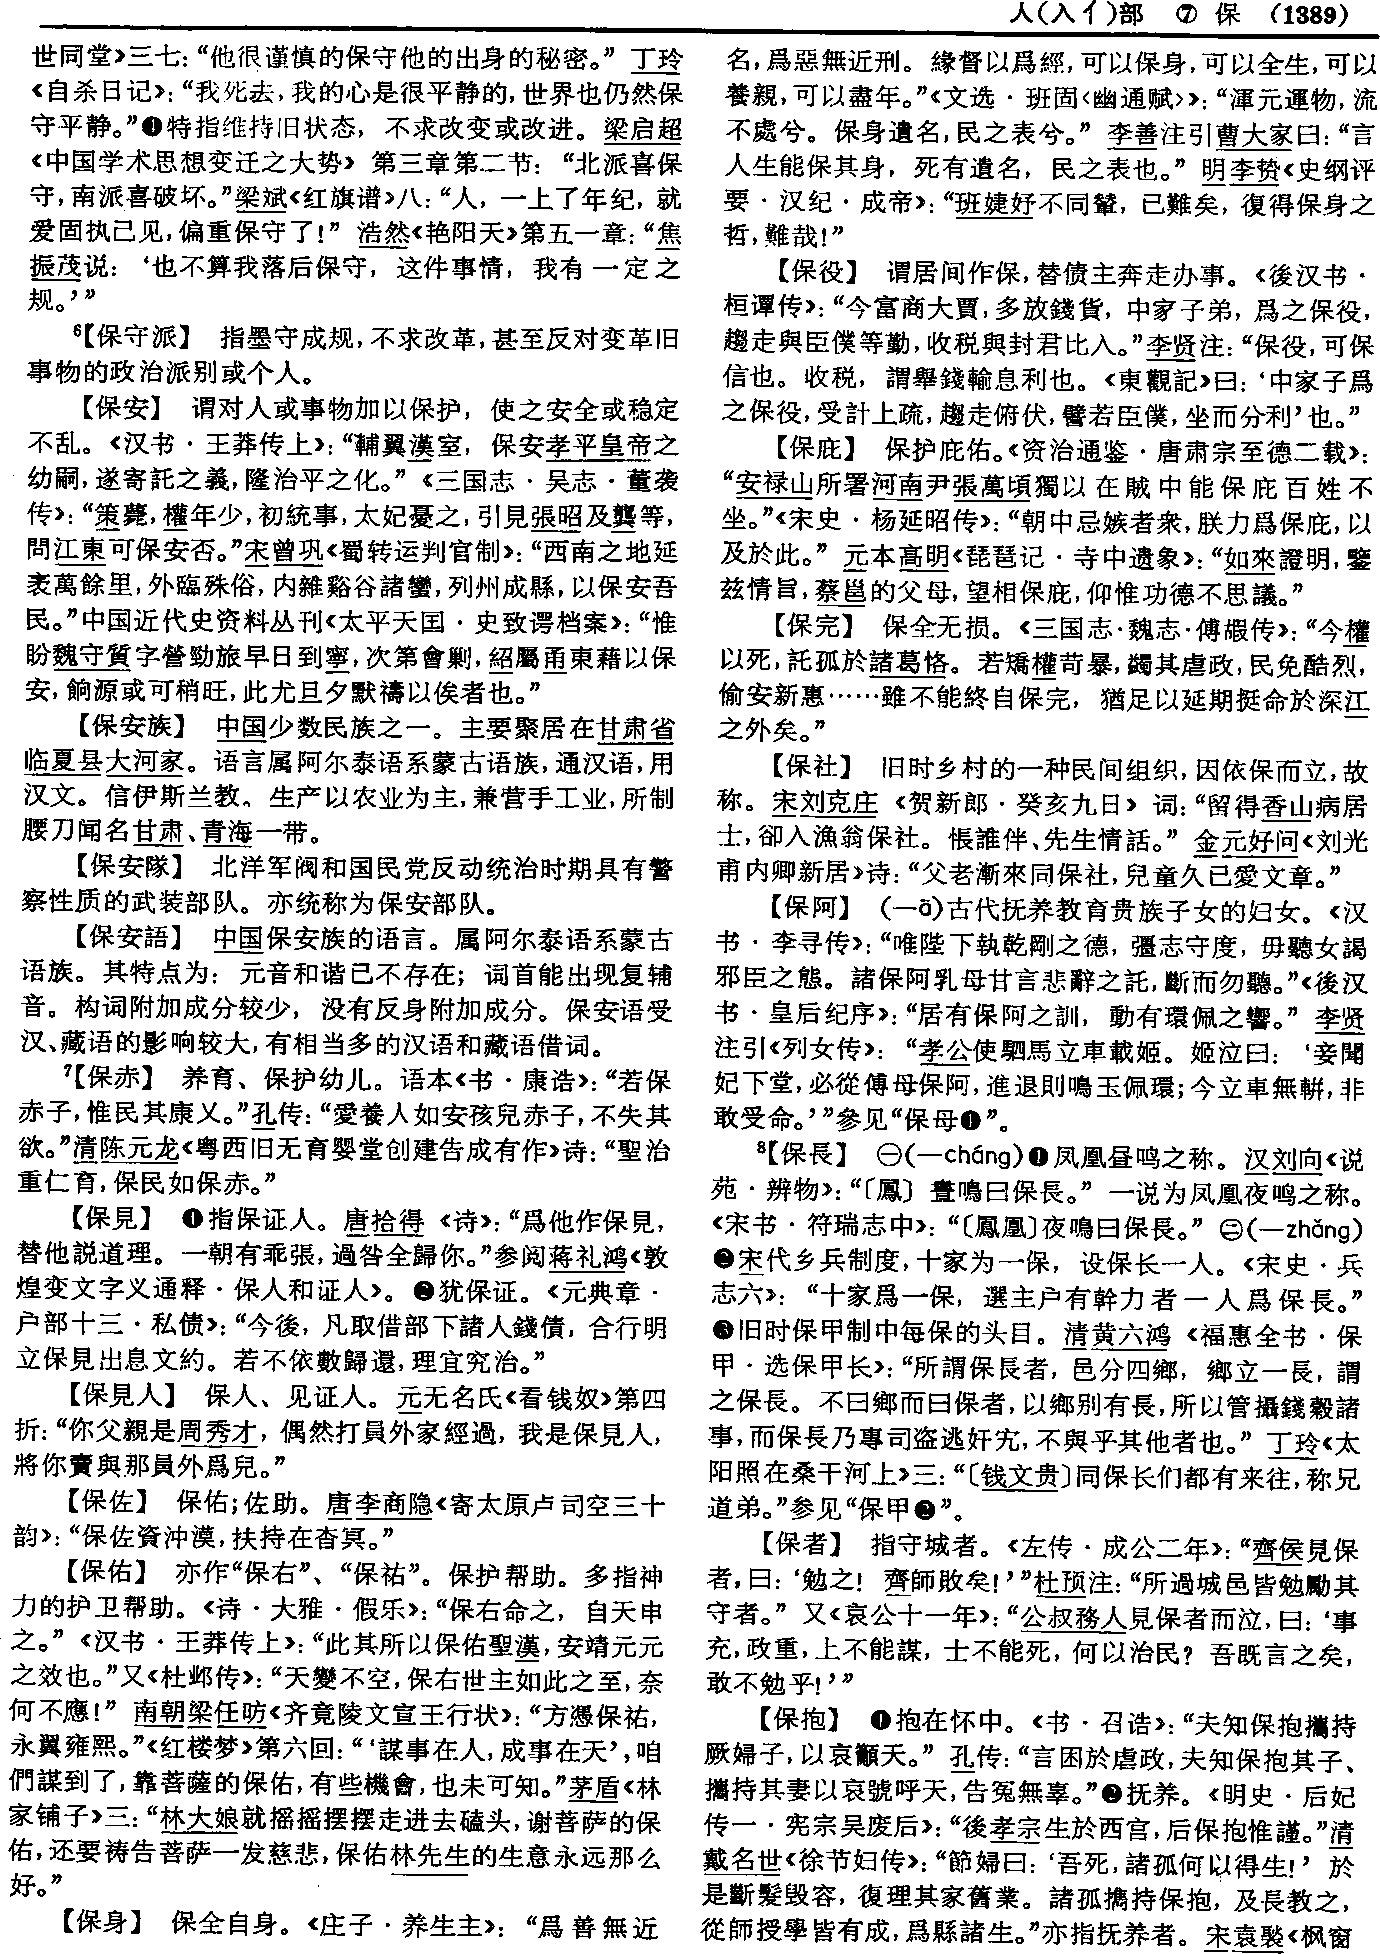 人(入亻)部 ⑦ 保 (1389)
世同堂》三七：“他很谨慎的保守他的出身的秘密。” 丁玲
《自杀日记》：“我死去，我的心是很平静的，世界也仍然保
守平静。”❹特指维持旧状态，不求改变或改进。梁启超
《中国学术思想变迁之大势》第三章第二节：“北派喜保
守，南派喜破坏。”梁斌《红旗谱》八：“人，一上了年纪，就
爱固执己见，偏重保守了！” 浩然《艳阳天》第五一章：“焦
振茂说：‘也不算我落后保守，这件事情，我有一定之
规。’”
⁶【保守派】 指墨守成规，不求改革，甚至反对变革旧
事物的政治派别或个人。
【保安】 谓对人或事物加以保护，使之安全或稳定
不乱。《汉书·王莽传上》：“輔翼漢室，保安孝平皇帝之
幼嗣，遂寄託之義，隆治平之化。”《三国志·吴志·董袭
传》：“策薨，權年少，初統事，太妃憂之，引見張昭及襲等，
問江東可保安否。”宋曾巩《蜀转运判官制》：“西南之地延
袤萬餘里，外臨殊俗，内雜谿谷諸蠻，列州成縣，以保安吾
民。”中国近代史资料丛刊《太平天囯·史致谔档案》：“惟
盼魏守質字營勁旅早日到寧，次第會剿，紹屬甬東藉以保
安，餉源或可稍旺，此尤旦夕默禱以俟者也。”
【保安族】 中国少数民族之一。主要聚居在甘肃省
临夏县大河家。语言属阿尔泰语系蒙古语族，通汉语，用
汉文。信伊斯兰教。生产以农业为主，兼营手工业，所制
腰刀闻名甘肃、青海一带。
【保安隊】 北洋军阀和国民党反动统治时期具有警
察性质的武装部队。亦统称为保安部队。
【保安語】 中国保安族的语言。属阿尔泰语系蒙古
语族。其特点为：元音和谐已不存在；词首能出现复辅
音。构词附加成分较少，没有反身附加成分。保安语受
汉、藏语的影响较大，有相当多的汉语和藏语借词。
⁷【保赤】 养育、保护幼儿。语本《书·康诰》：“若保
赤子，惟民其康乂。”孔传：“愛養人如安孩兒赤子，不失其
欲。”清陈元龙《粤西旧无育婴堂创建告成有作》诗：“聖治
重仁育，保民如保赤。”
【保見】 ❶指保证人。唐拾得《诗》：“爲他作保見，
替他説道理。一朝有乖張，過咎全歸你。”参阅蒋礼鸿《敦
煌变文字义通释·保人和证人》。❷犹保证。《元典章·
户部十三·私债》：“今後，凡取借部下諸人錢債，合行明
立保見出息文約。若不依數歸還，理宜究治。”
【保見人】 保人、见证人。元无名氏《看钱奴》第四
折：“你父親是周秀才，偶然打員外家經過，我是保見人，
將你賣與那員外爲兒。”
【保佐】 保佑；佐助。唐李商隐《寄太原卢司空三十
韵》：“保佐資沖漠，扶持在杳冥。”
【保佑】 亦作“保右”、“保祐”。保护帮助。多指神
力的护卫帮助。《诗·大雅·假乐》：“保右命之，自天申
之。”《汉书·王莽传上》：“此其所以保佑聖漢，安靖元元
之效也。”又《杜邺传》：“天變不空，保右世主如此之至，奈
何不應！” 南朝梁任昉《齐竟陵文宣王行状》：“方憑保祐，
永翼雍熙。”《红楼梦》第六回：“‘謀事在人，成事在天’，咱
們謀到了，靠菩薩的保佑，有些機會，也未可知。”茅盾《林
家铺子》三：“林大娘就摇摇摆摆走进去磕头，谢菩萨的保
佑，还要祷告菩萨一发慈悲，保佑林先生的生意永远那么
好。”
【保身】 保全自身。《庄子·养生主》：“爲善無近
名，爲惡無近刑。緣督以爲經，可以保身，可以全生，可以
養親，可以盡年。”《文选·班固〈幽通赋〉》：“渾元運物，流
不處兮。保身遺名，民之表兮。” 李善注引曹大家曰：“言
人生能保其身，死有遺名，民之表也。” 明李贽《史纲评
要·汉纪·成帝》：“班婕妤不同輦，已難矣，復得保身之
哲，難哉！”
【保役】 谓居间作保，替债主奔走办事。《後汉书·
桓谭传》：“今富商大賈，多放錢貨，中家子弟，爲之保役，
趨走與臣僕等勤，收税與封君比入。”李贤注：“保役，可保
信也。收税，謂舉錢輸息利也。《東觀記》曰：‘中家子爲
之保役，受計上疏，趨走俯伏，譬若臣僕，坐而分利’也。”
【保庇】 保护庇佑。《资治通鉴·唐肃宗至德二载》：
“安禄山所署河南尹張萬頃獨以在賊中能保庇百姓不
坐。”《宋史·杨延昭传》：“朝中忌嫉者衆，朕力爲保庇，以
及於此。” 元本高明《琵琶记·寺中遗象》：“如來證明，鑒
兹情旨，蔡邕的父母，望相保庇，仰惟功德不思議。”
【保完】 保全无损。《三国志·魏志·傅嘏传》：“今權
以死，託孤於諸葛恪。若矯權苛暴，蠲其虐政，民免酷烈，
偷安新惠……雖不能終自保完，猶足以延期挺命於深江
之外矣。”
【保社】 旧时乡村的一种民间组织，因依保而立，故
称。宋刘克庄《贺新郎·癸亥九日》词：“留得香山病居
士，卻入漁翁保社。悵誰伴、先生情話。” 金元好问《刘光
甫内卿新居》诗：“父老漸來同保社，兒童久已愛文章。”
【保阿】 (—ā)古代抚养教育贵族子女的妇女。《汉
书·李寻传》：“唯陛下執乾剛之德，彊志守度，毋聽女謁
邪臣之態。諸保阿乳母甘言悲辭之託，斷而勿聽。”《後汉
书·皇后纪序》：“居有保阿之訓，動有環佩之響。” 李贤
注引《列女传》：“孝公使駟馬立車載姬。姬泣曰：‘妾聞
妃下堂，必從傅母保阿，進退則鳴玉佩環；今立車無軿，非
敢受命。’”參见“保母❶”。
⁸【保長】 ㊀(—cháng)❶凤凰昼鸣之称。汉刘向《说
苑·辨物》：“〔鳳〕晝鳴曰保長。” 一说为凤凰夜鸣之称。
《宋书·符瑞志中》：“〔鳳凰〕夜鳴曰保長。” ㊁(—zhǎng)
❷宋代乡兵制度，十家为一保，设保长一人。《宋史·兵
志六》：“十家爲一保，選主户有幹力者一人爲保長。”
❸旧时保甲制中每保的头目。清黄六鸿《福惠全书·保
甲·选保甲长》：“所謂保長者，邑分四鄉，鄉立一長，謂
之保長。不曰鄉而曰保者，以鄉别有長，所以管攝錢穀諸
事，而保長乃專司盗逃奸宄，不與乎其他者也。” 丁玲《太
阳照在桑干河上》三：“〔钱文贵〕同保长们都有来往，称兄
道弟。”参见“保甲❷”。
【保者】 指守城者。《左传·成公二年》：“齊侯見保
者，曰：‘勉之！齊師敗矣！’”杜预注：“所過城邑皆勉勵其
守者。” 又《哀公十一年》：“公叔務人見保者而泣，曰：‘事
充，政重，上不能謀，士不能死，何以治民？吾既言之矣，
敢不勉乎！’”
【保抱】 ❶抱在怀中。《书·召诰》：“夫知保抱攜持
厥婦子，以哀籲天。” 孔传：“言困於虐政，夫知保抱其子、
攜持其妻以哀號呼天，告冤無辜。”❷抚养。《明史·后妃
传一·宪宗吴废后》：“後孝宗生於西宫，后保抱惟謹。”清
戴名世《徐节妇传》：“節婦曰：‘吾死，諸孤何以得生！’於
是斷髮毁容，復理其家舊業。諸孤擕持保抱，及長教之，
從師授學皆有成，爲縣諸生。”亦指抚养者。宋袁褧《枫窗